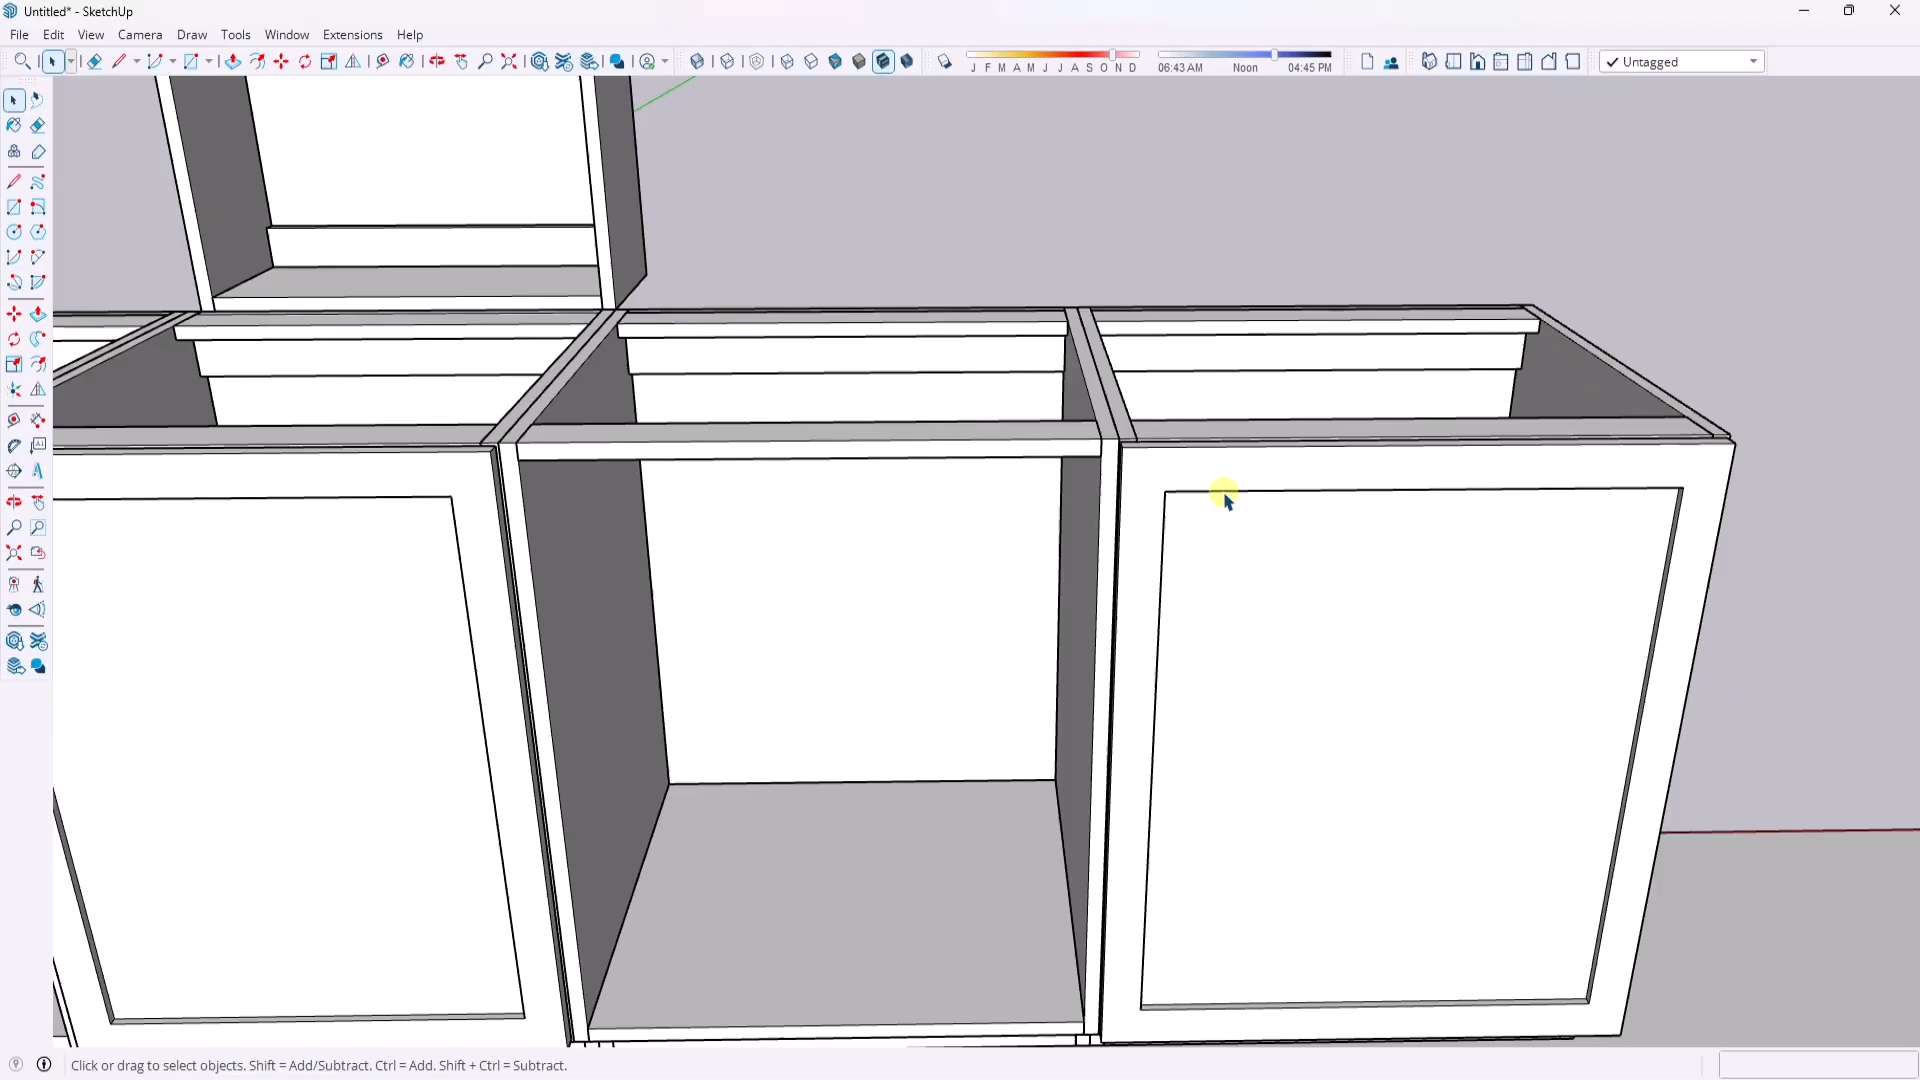 Untitled* - SketchUp
File Edit View Camera Draw Tools Window Extensions Help
J F M A M J J A S O N D
06:43 AM Noon 04:45 PM
Untagged
A1
Click or drag to select objects. Shift = Add/Subtract. Ctrl = Add. Shift + Ctrl = Subtract.